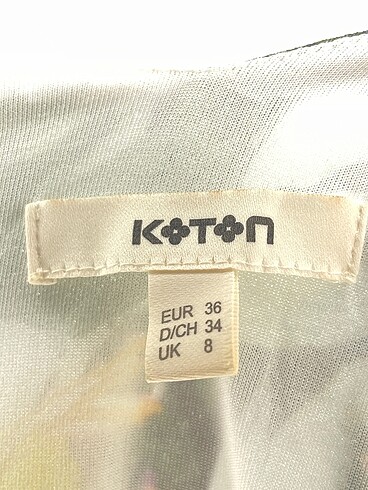 KOTON
EUR 36
D/CH 34
UK 8